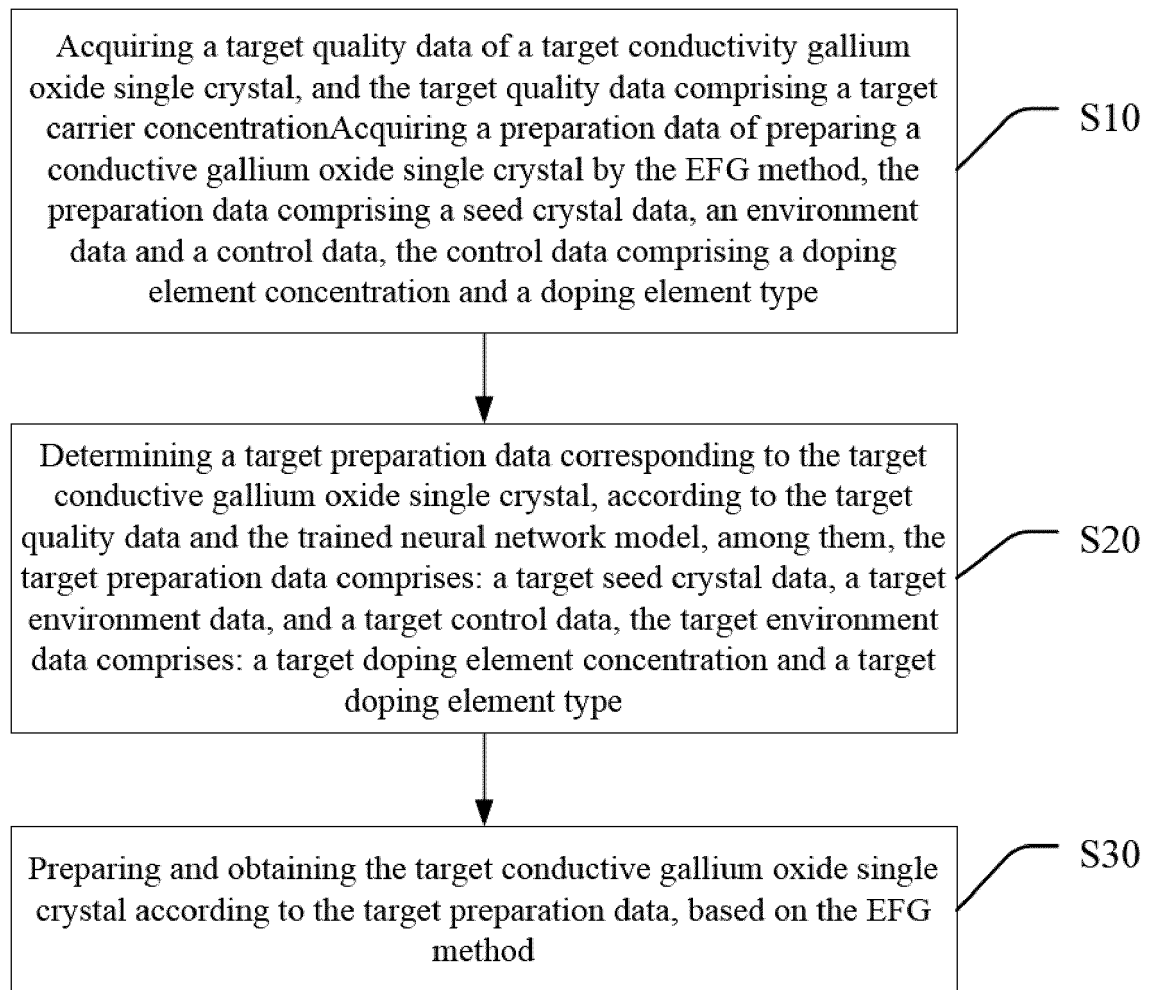 Acquiring a target quality data of a target conductivity gallium
oxide single crystal, and the target quality data comprising a target
carrier concentrationAcquiring a preparation data of preparing a
conductive gallium oxide single crystal by the EFG method, the
preparation data comprising a seed crystal data, an environment
data and a control data, the control data comprising a doping
element concentration and a doping element type
S10
Determining a target preparation data corresponding to the target
conductive gallium oxide single crystal, according to the target
quality data and the trained neural network model, among them, the
target preparation data comprises: a target seed crystal data, a target
environment data, and a target control data, the target environment
data comprises: a target doping element concentration and a target
doping element type
S20
Preparing and obtaining the target conductive gallium oxide single
crystal according to the target preparation data, based on the EFG
method
S30